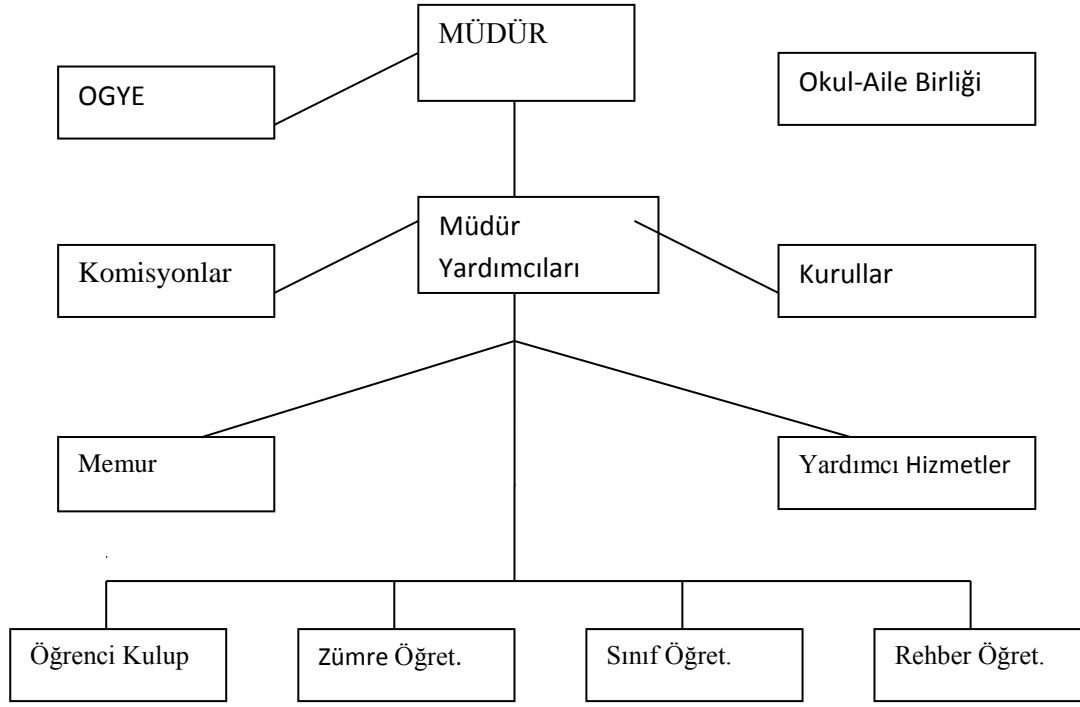 MÜDÜR
OGYE
Okul-Aile Birliği
Müdür
Yardımcıları
Komisyonlar
Kurullar
Memur
Yardımcı Hizmetler
Öğrenci Kulup
Zümre Öğret.
Sınıf Öğret.
Rehber Öğret.